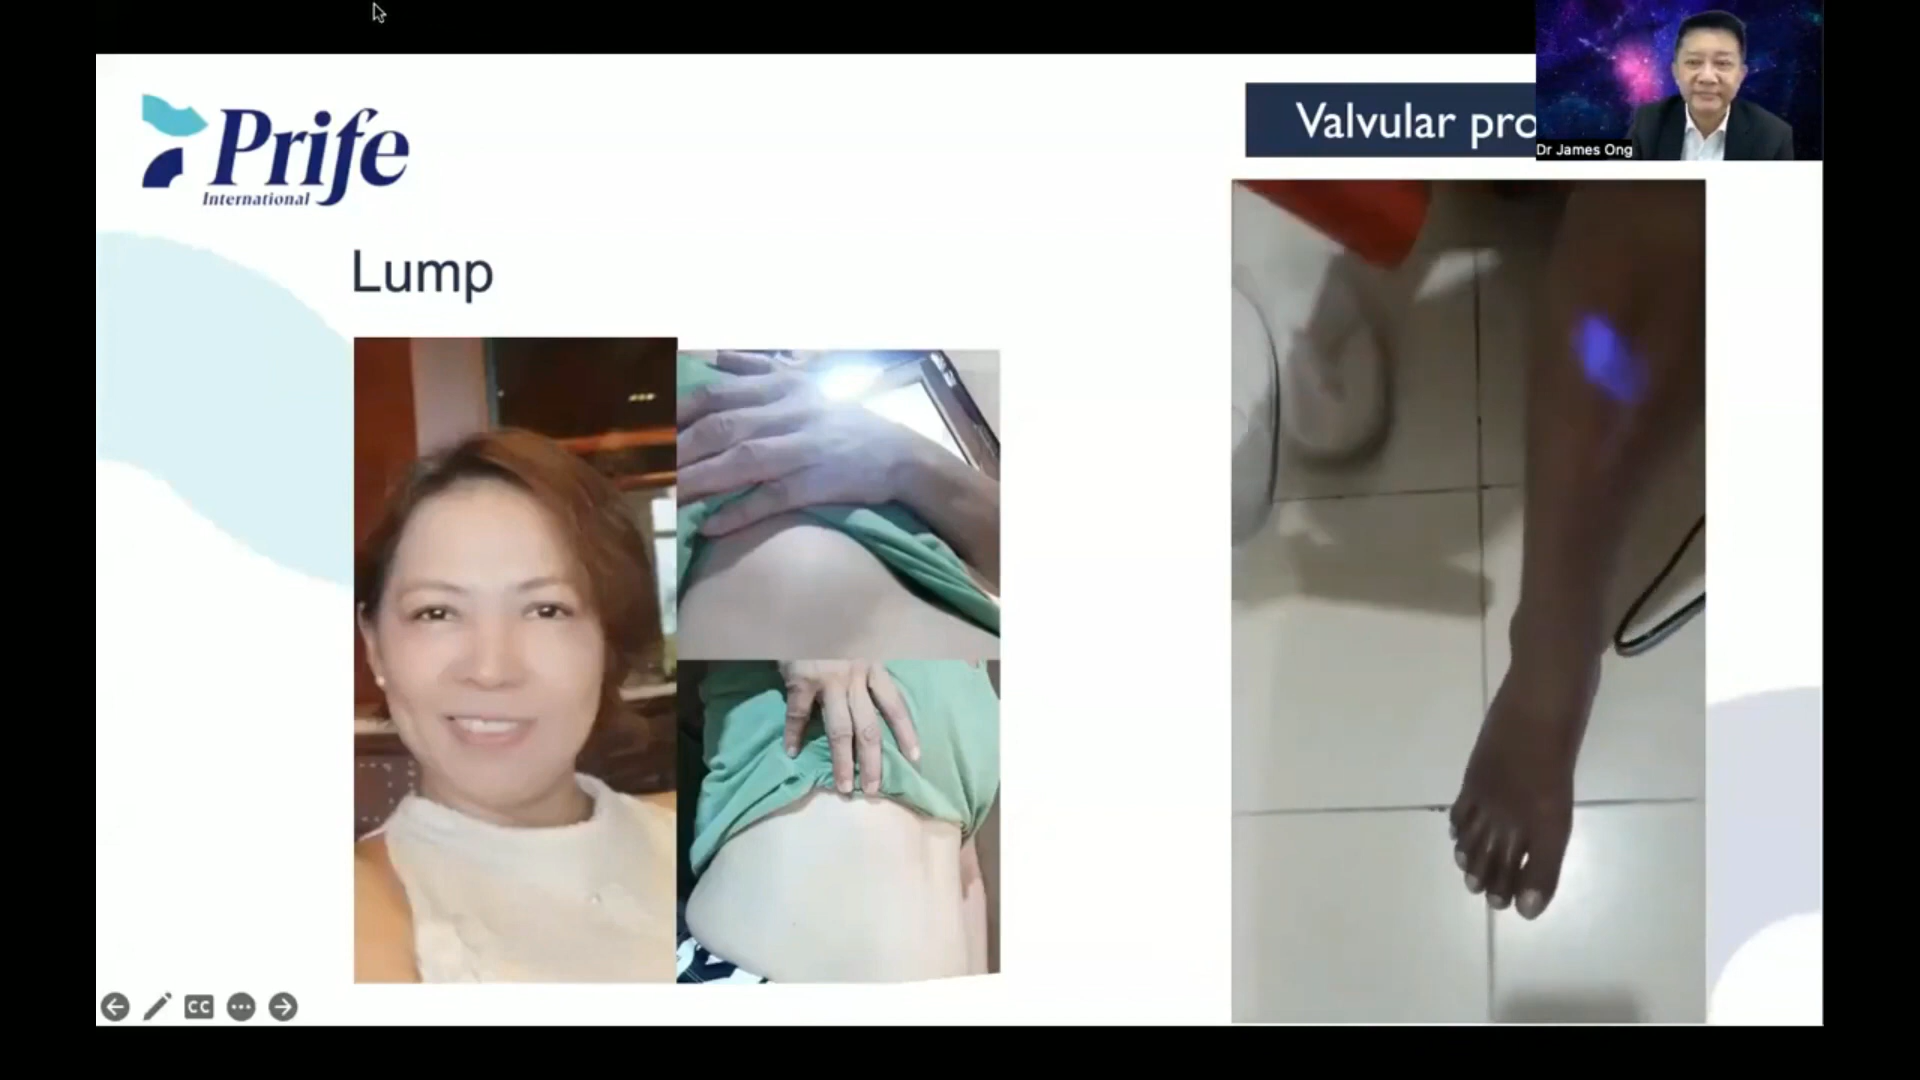 Prife
International
Valvular pro
Dr James Ong
Lump
CC